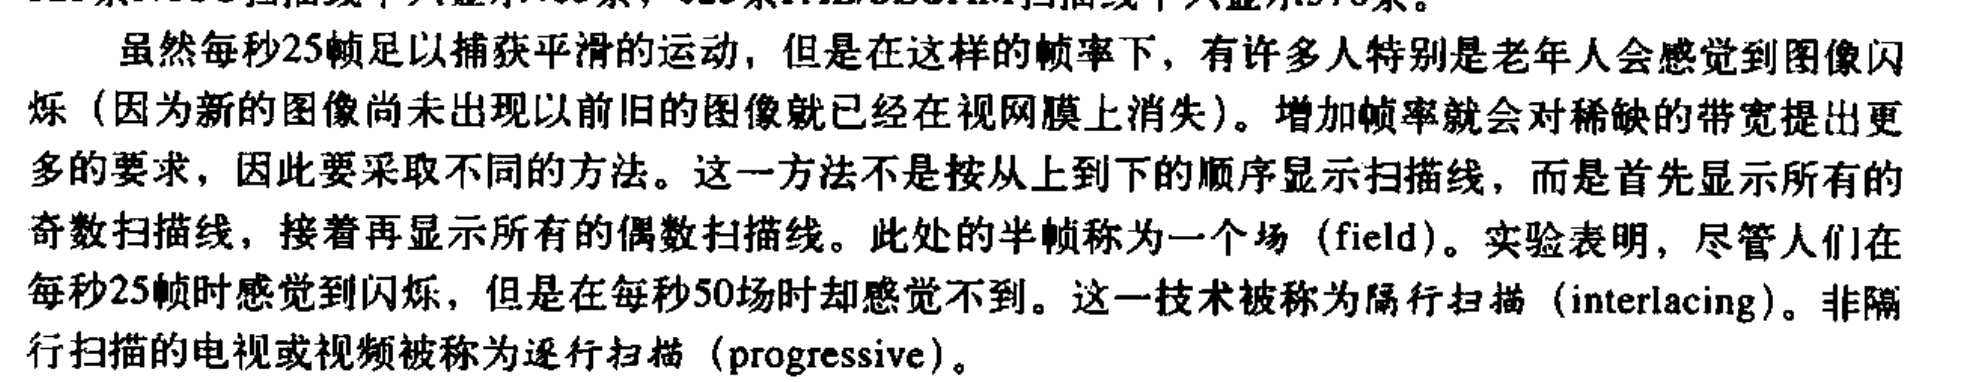 虽然每秒25帧足以捕获平滑的运动，但是在这样的帧率下，有许多人特别是老年人会感觉到图像闪
烁（因为新的图像尚未出现以前旧的图像就已经在视网膜上消失）。增加帧率就会对稀缺的带宽提出更
多的要求，因此要采取不同的方法。这一方法不是按从上到下的顺序显示扫描线，而是首先显示所有的
奇数扫描线，接着再显示所有的偶数扫描线。此处的半帧称为一个场（field）。实验表明，尽管人们在
每秒25帧时感觉到闪烁，但是在每秒50场时却感觉不到。这一技术被称为隔行扫描（interlacing）。非隔
行扫描的电视或视频被称为逐行扫描（progressive）。